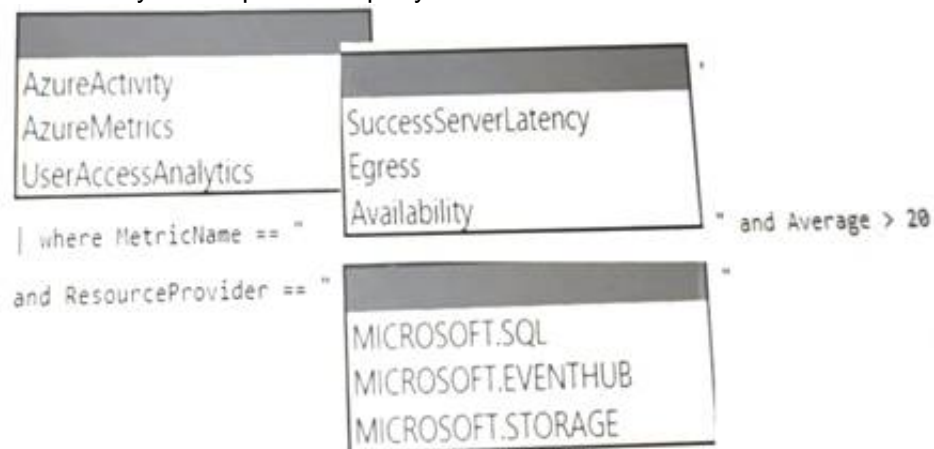 AzureActivity
AzureMetrics
UserAccessAnalytics
SuccessServerLatency
Egress
Availability
| where MetricName == "
" and Average > 20
and ResourceProvider == "
"
MICROSOFT.SQL
MICROSOFT.EVENTHUB
MICROSOFT.STORAGE